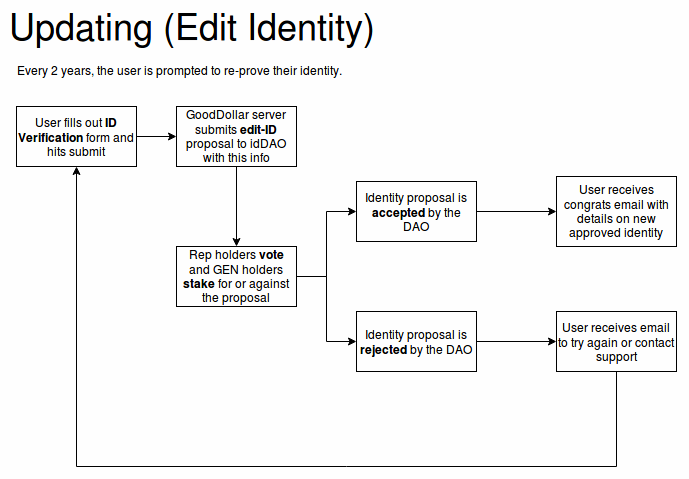 Updating (Edit Identity)
Every 2 years, the user is prompted to re-prove their identity.
User fills out ID
Verification form and
hits submit
GoodDollar server
submits edit-ID
proposal to idDAO
with this info
Rep holders vote
and GEN holders
stake for or against
the proposal
Identity proposal is
accepted by the
DAO
User receives
congrats email with
details on new
approved identity
Identity proposal is
rejected by the DAO
User receives email
to try again or contact
support